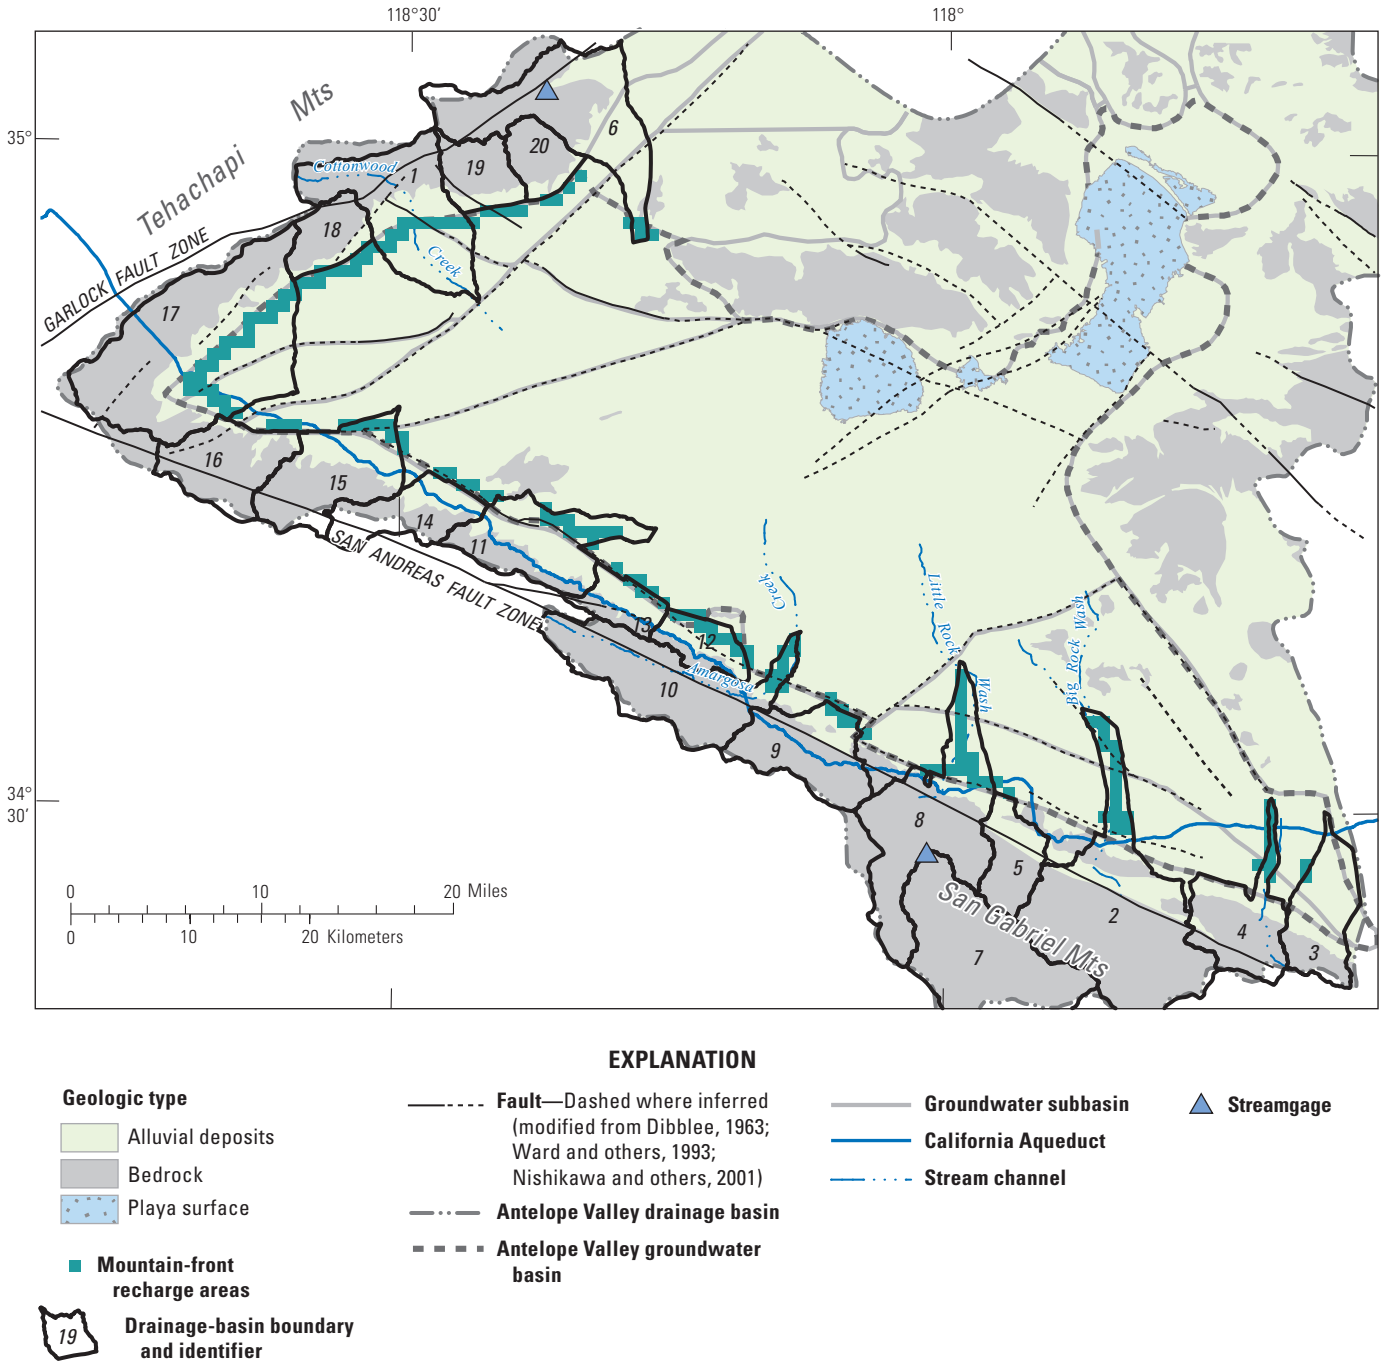 118°30′
118°
35°
34°
30′
Tehachapi
Mts
GARLOCK FAULT ZONE
Cottonwood
Creek
1
19
20
6
18
17
16
15
14
11
13
12
10
9
8
5
2
7
4
3
SAN ANDREAS FAULT ZONE
Amargosa
Creek
Little Rock
Wash
Big Rock Wash
San Gabriel Mts
0 10 20 Miles
0 10 20 Kilometers
EXPLANATION
Geologic type
Alluvial deposits
Bedrock
Playa surface
Mountain-front
recharge areas
19
Drainage-basin boundary
and identifier
Fault—Dashed where inferred
(modified from Dibblee, 1963;
Ward and others, 1993;
Nishikawa and others, 2001)
Antelope Valley drainage basin
Antelope Valley groundwater
basin
Groundwater subbasin
California Aqueduct
Stream channel
Streamgage